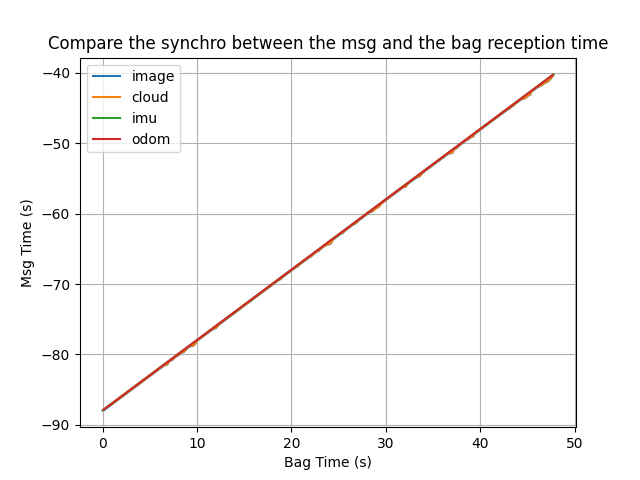 Compare the synchro between the msg and the bag reception time
image
cloud
imu
odom
−40
−50
−60
−70
−80
−90
Msg Time (s)
0 10 20 30 40 50
Bag Time (s)